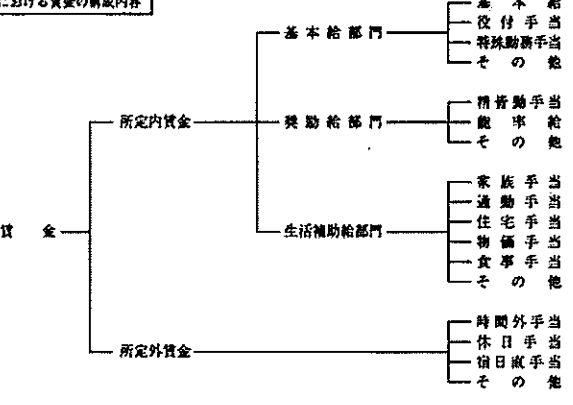 における賃金の構成内容
賃金
所定内賃金
基本給部門
基本給
役付手当
特殊勤務手当
その他
奨励給部門
精皆勤手当
能率給
その他
生活補助給部門
家族手当
通勤手当
住宅手当
物価手当
食事手当
その他
所定外賃金
時間外手当
休日手当
宿日直手当
その他